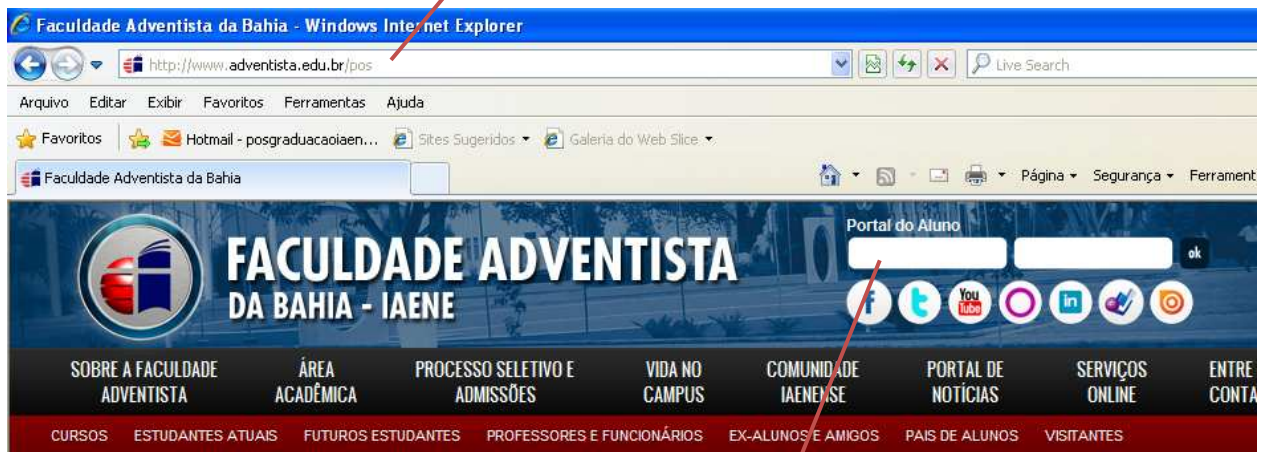 Faculdade Adventista da Bahia - Windows Internet Explorer
http://www.adventista.edu.br/pos
Live Search
Arquivo Editar Exibir Favoritos Ferramentas Ajuda
Favoritos Hotmail - posgraduacaoiaen... Sites Sugeridos Galeria do Web Slice
Faculdade Adventista da Bahia
Página Segurança Ferrament
Portal do Aluno
ok
FACULDADE ADVENTISTA
DA BAHIA - IAENE
f t You Tube in
SOBRE A FACULDADE ADVENTISTA
ÁREA ACADÊMICA
PROCESSO SELETIVO E ADMISSÕES
VIDA NO CAMPUS
COMUNIDADE IAENENSE
PORTAL DE NOTÍCIAS
SERVIÇOS ONLINE
ENTRE CONTA
CURSOS ESTUDANTES ATUAIS FUTUROS ESTUDANTES PROFESSORES E FUNCIONÁRIOS EX-ALUNOS E AMIGOS PAIS DE ALUNOS VISITANTES